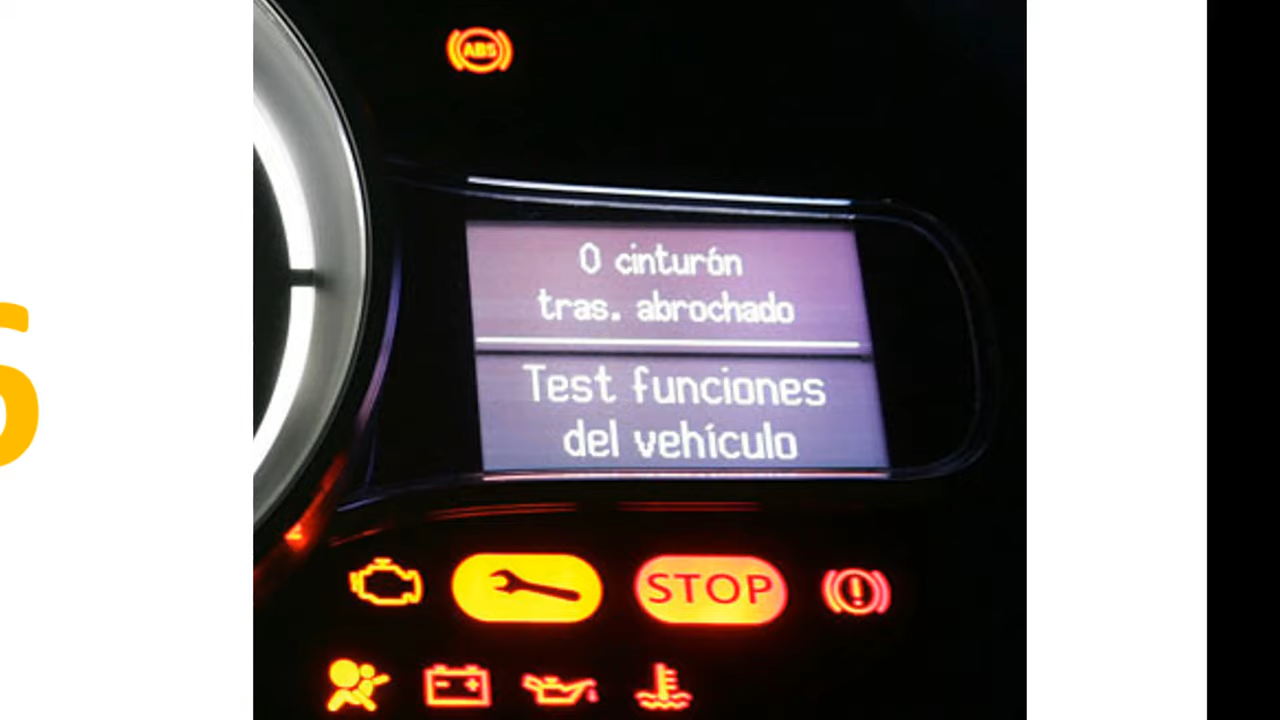 ABS
0 cinturón
tras. abrochado
Test funciones
del vehículo
STOP